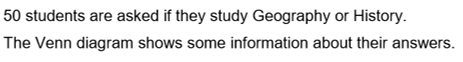 50 students are asked if they study Geography or History.
The Venn diagram shows some information about their answers.